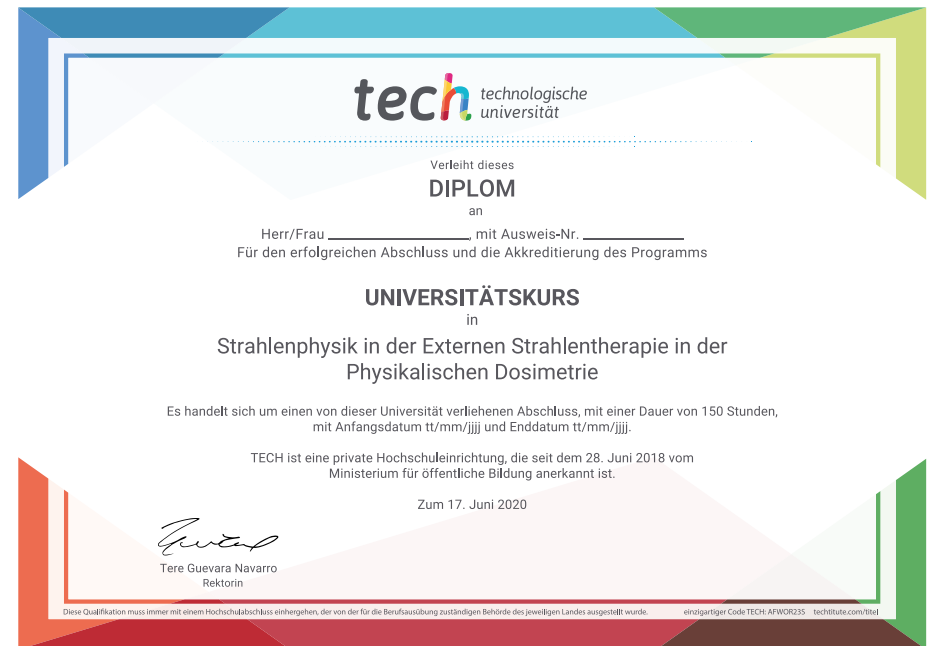 tech technologische
universität
Verleiht dieses
DIPLOM
an
Herr/Frau ______________, mit Ausweis-Nr. __________
Für den erfolgreichen Abschluss und die Akkreditierung des Programms
UNIVERSITÄTSKURS
in
Strahlenphysik in der Externen Strahlentherapie in der
Physikalischen Dosimetrie
Es handelt sich um einen von dieser Universität verliehenen Abschluss, mit einer Dauer von 150 Stunden,
mit Anfangsdatum tt/mm/jjjj und Enddatum tt/mm/jjjj.
TECH ist eine private Hochschuleinrichtung, die seit dem 28. Juni 2018 vom
Ministerium für öffentliche Bildung anerkannt ist.
Zum 17. Juni 2020
Tere Guevara Navarro
Rektorin
Diese Qualifikation muss immer mit einem Hochschulabschluss einhergehen, der von der für die Berufsausübung zuständigen Behörde des jeweiligen Landes ausgestellt wurde. einzigartiger Code TECH: AFWOR23S techtitute.com/titel